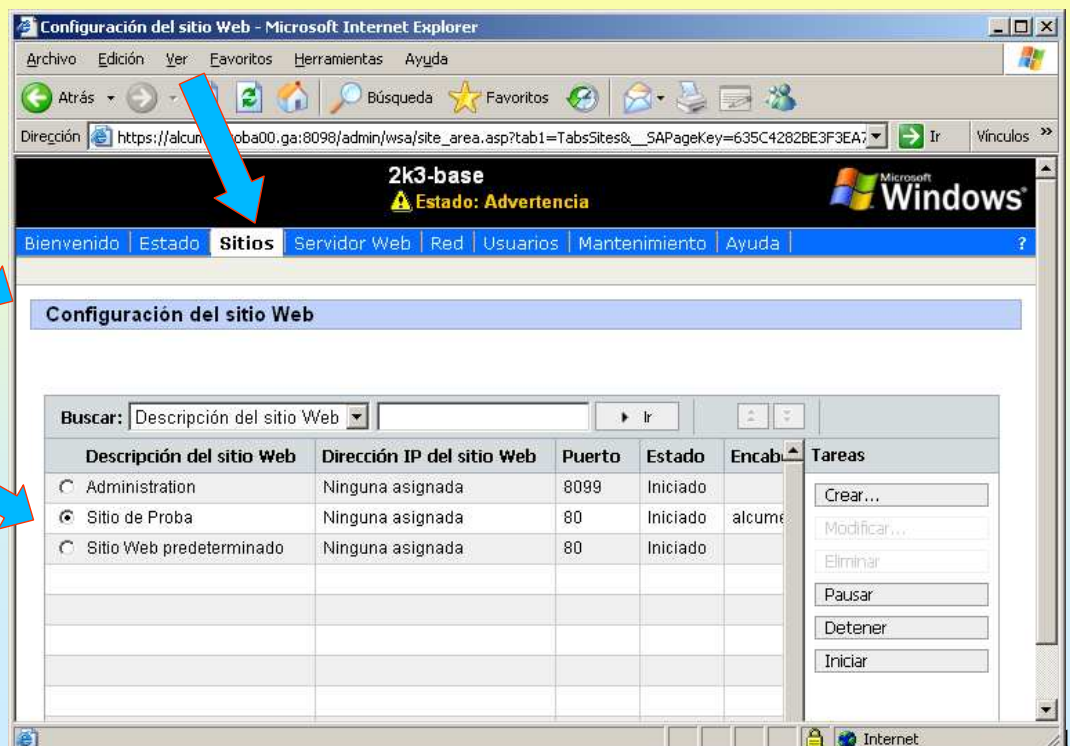 Configuración del sitio Web - Microsoft Internet Explorer
Archivo Edición Ver Favoritos Herramientas Ayuda
Atrás Búsqueda Favoritos
Dirección https:// oba00.ga:8098/admin/wsa/site_area.asp?tab1=TabsSites&__SAPageKey=635C4282BE3F3EA Ir Vínculos »
2k3-base
Estado: Advertencia
Microsoft
Windows
Bienvenido Estado Sitios Servidor Web Red Usuarios Mantenimiento Ayuda ?
Configuración del sitio Web
Buscar: Descripción del sitio Web Ir
Descripción del sitio Web Dirección IP del sitio Web Puerto Estado Encab Tareas
Administration Ninguna asignada 8099 Iniciado
Crear...
Sitio de Proba Ninguna asignada 80 Iniciado alcume
Modificar...
Sitio Web predeterminado Ninguna asignada 80 Iniciado
Eliminar
Pausar
Detener
Iniciar
Internet